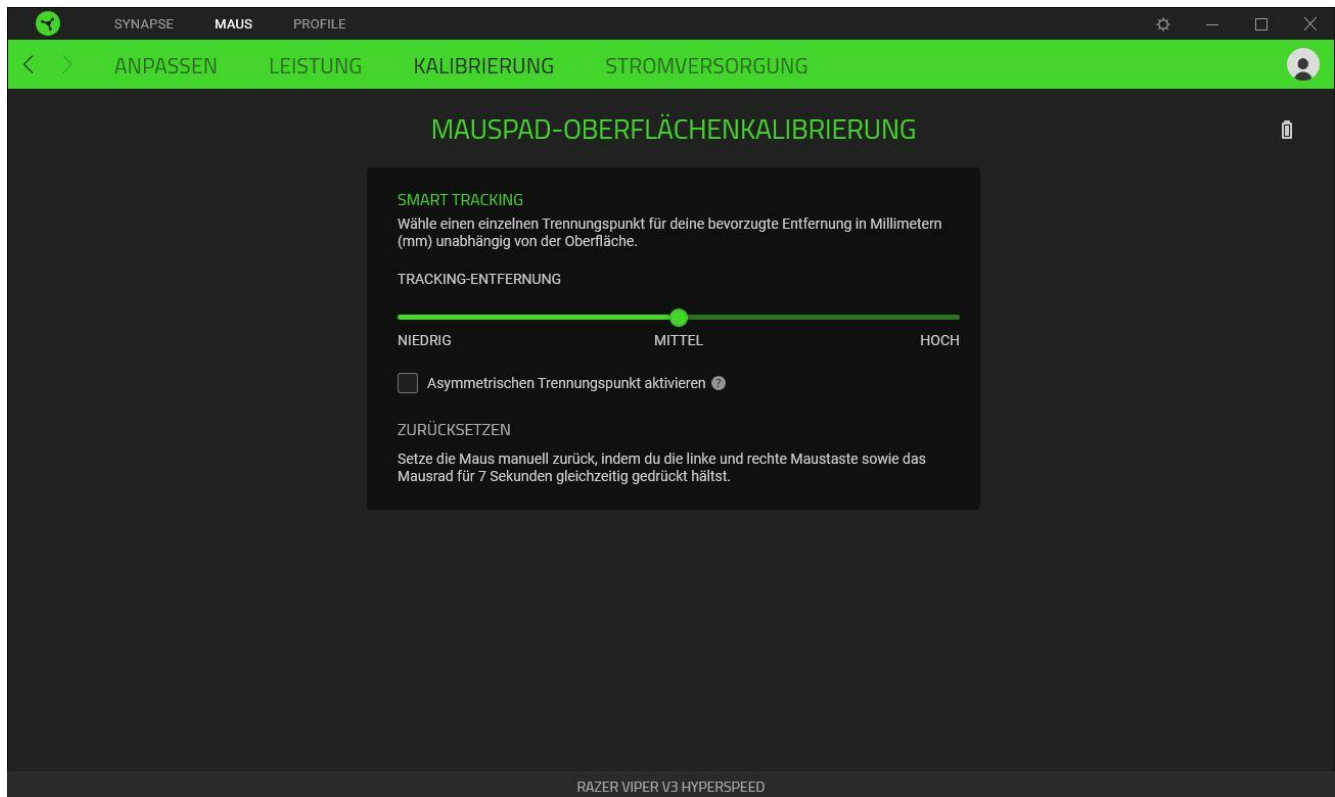 SYNAPSE MAUS PROFILE
ANPASSEN LEISTUNG KALIBRIERUNG STROMVERSORGUNG
MAUSPAD-OBERFLÄCHENKALIBRIERUNG
SMART TRACKING
Wähle einen einzelnen Trennungspunkt für deine bevorzugte Entfernung in Millimetern
(mm) unabhängig von der Oberfläche.
TRACKING-ENTFERNUNG
NIEDRIG MITTEL HOCH
Asymmetrischen Trennungspunkt aktivieren ?
ZURÜCKSETZEN
Setze die Maus manuell zurück, indem du die linke und rechte Maustaste sowie das
Mausrad für 7 Sekunden gleichzeitig gedrückt hältst.
RAZER VIPER V3 HYPERSPEED